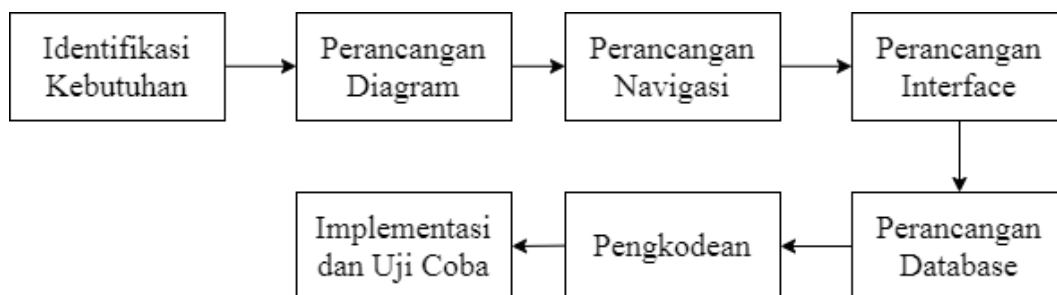 Identifikasi
Kebutuhan
Perancangan
Diagram
Perancangan
Navigasi
Perancangan
Interface
Perancangan
Database
Pengkodean
Implementasi
dan Uji Coba